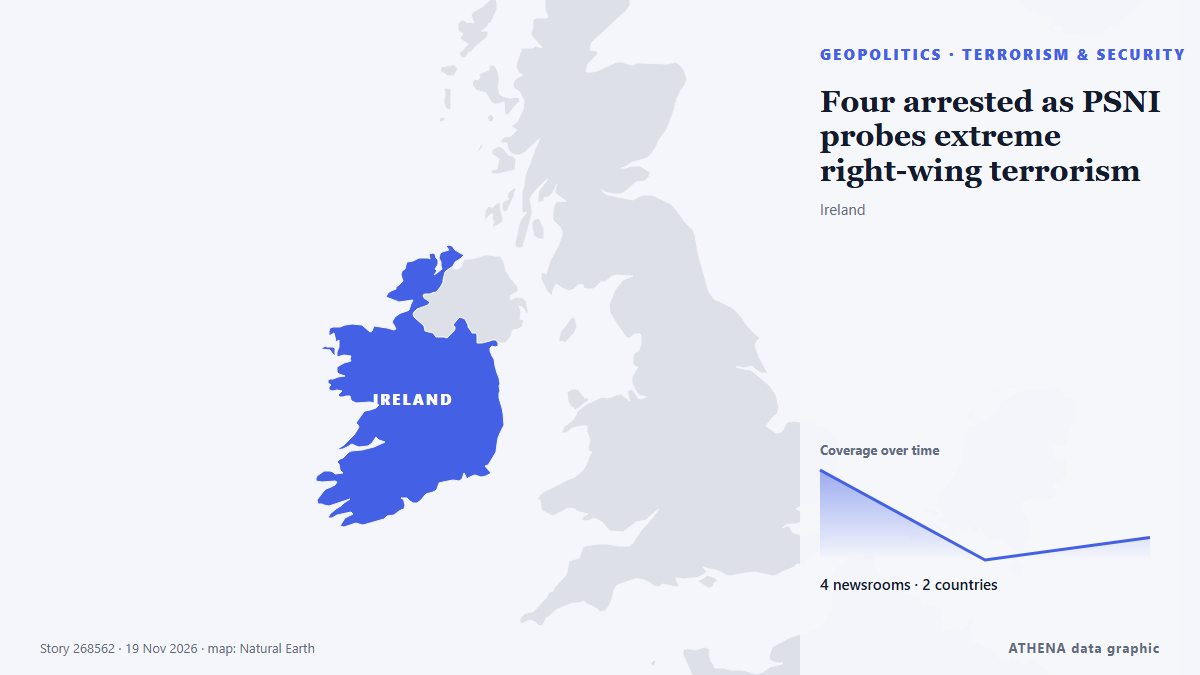 GEOPOLITICS · TERRORISM & SECURITY
Four arrested as PSNI
probes extreme
right-wing terrorism
Ireland
IRELAND
Coverage over time
4 newsrooms · 2 countries
Story 268562 · 19 Nov 2026 · map: Natural Earth
ATHENA data graphic